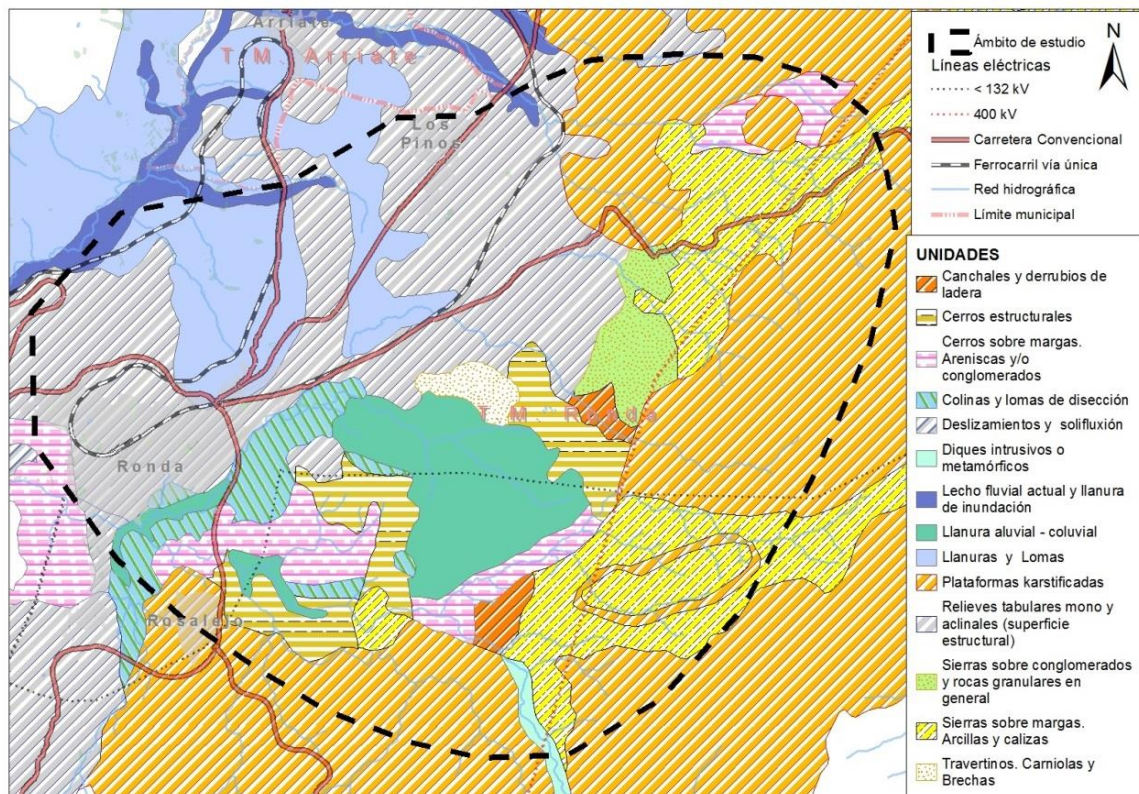 Arriate
T. M. Arriate
Los
Pinos
T. M. Ronda
Ronda
Rosalejo
N
Ámbito de estudio
Líneas eléctricas
< 132 kV
400 kV
Carretera Convencional
Ferrocarril vía única
Red hidrográfica
Límite municipal
UNIDADES
Canchales y derrubios de
ladera
Cerros estructurales
Cerros sobre margas.
Areniscas y/o
conglomerados
Colinas y lomas de disección
Deslizamientos y solifluxión
Diques intrusivos o
metamórficos
Lecho fluvial actual y llanura
de inundación
Llanura aluvial - coluvial
Llanuras y Lomas
Plataformas karstificadas
Relieves tabulares mono y
aclinales (superficie
estructural)
Sierras sobre conglomerados
y rocas granulares en
general
Sierras sobre margas.
Arcillas y calizas
Travertinos. Carniolas y
Brechas